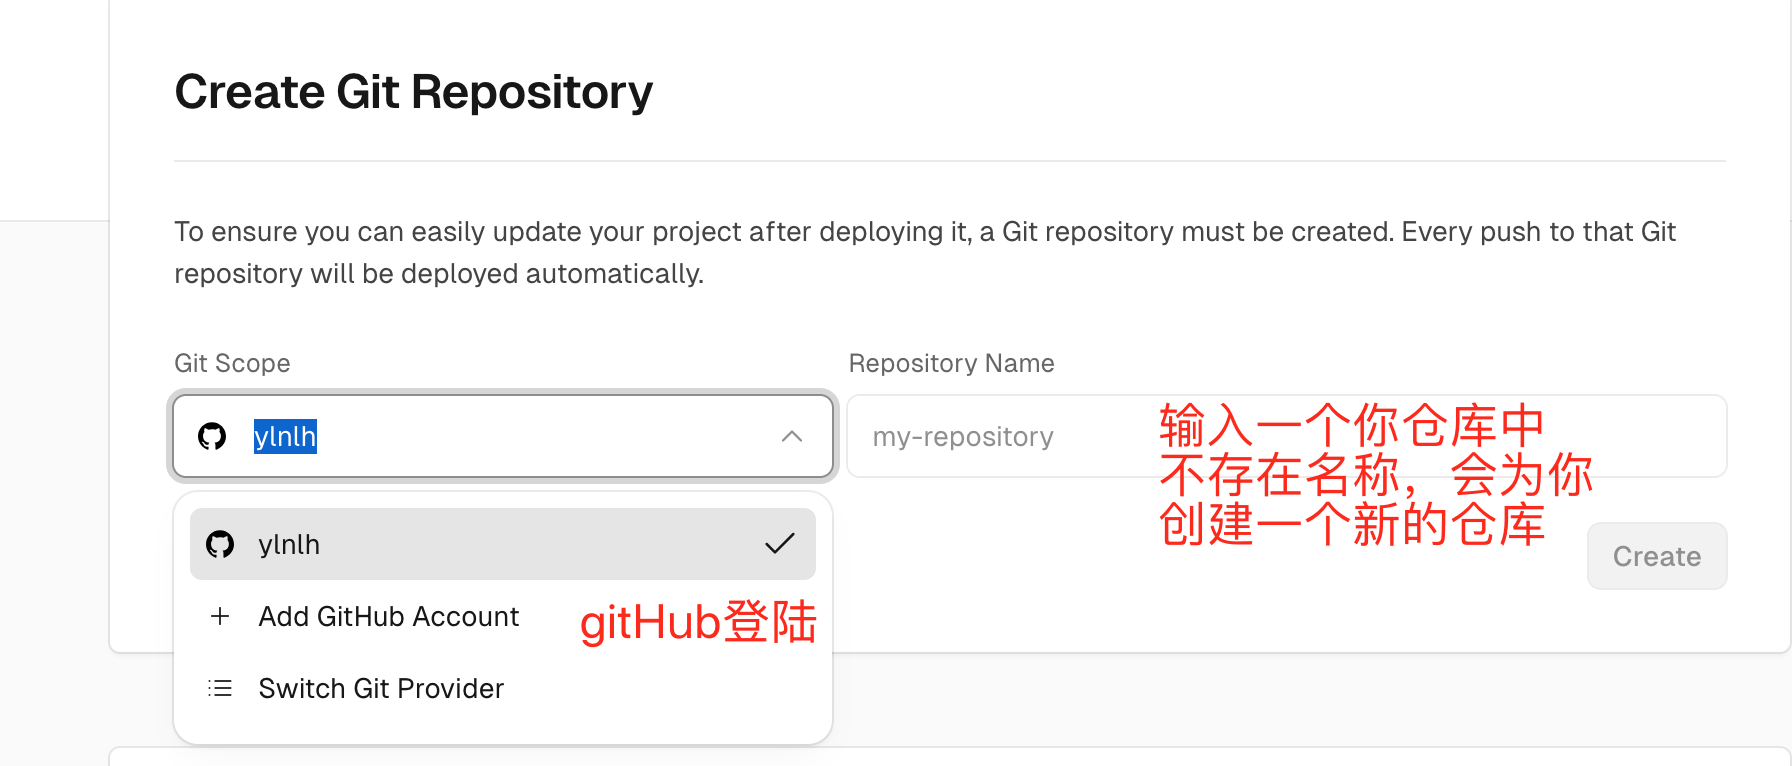 Create Git Repository
To ensure you can easily update your project after deploying it, a Git repository must be created. Every push to that Git
repository will be deployed automatically.
Git Scope
Repository Name
ylnlh
my-repository
输入一个你仓库中
不存在名称，会为你
创建一个新的仓库
Create
ylnlh
Add GitHub Account
gitHub登陆
Switch Git Provider